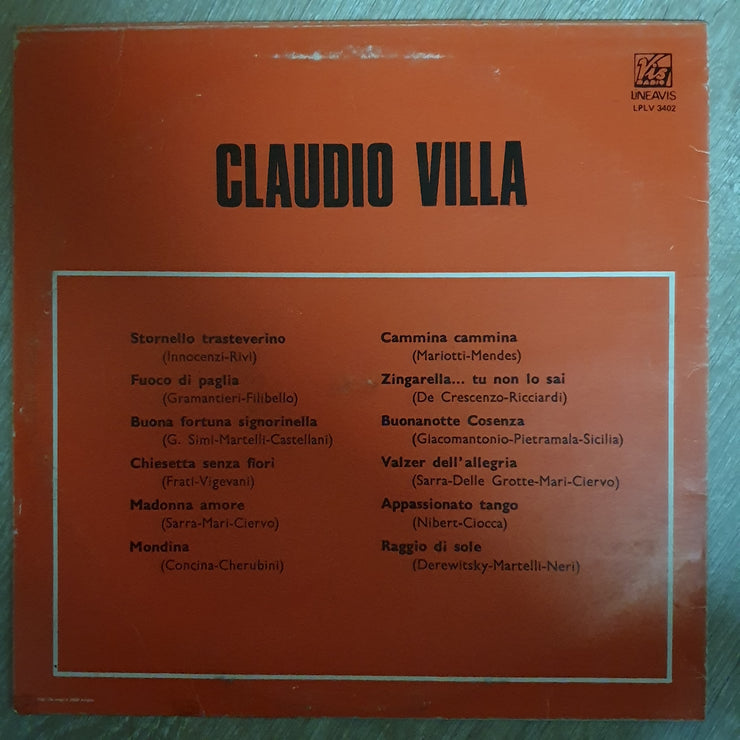 Vis
RADIO
LINEAVIS
LPLV 3402
CLAUDIO VILLA
Stornello trasteverino
(Innocenzi-Rivi)
Fuoco di paglia
(Gramantieri-Filibello)
Buona fortuna signorinella
(G. Simi-Martelli-Castellani)
Chiesetta senza fiori
(Frati-Vigevani)
Madonna amore
(Sarra-Mari-Ciervo)
Mondina
(Concina-Cherubini)
Cammina cammina
(Mariotti-Mendes)
Zingarella... tu non lo sai
(De Crescenzo-Ricciardi)
Buonanotte Cosenza
(Giacomantonio-Pietramala-Sicilia)
Valzer dell'allegria
(Sarra-Delle Grotte-Mari-Ciervo)
Appassionato tango
(Nibert-Ciocca)
Raggio di sole
(Derewitsky-Martelli-Neri)